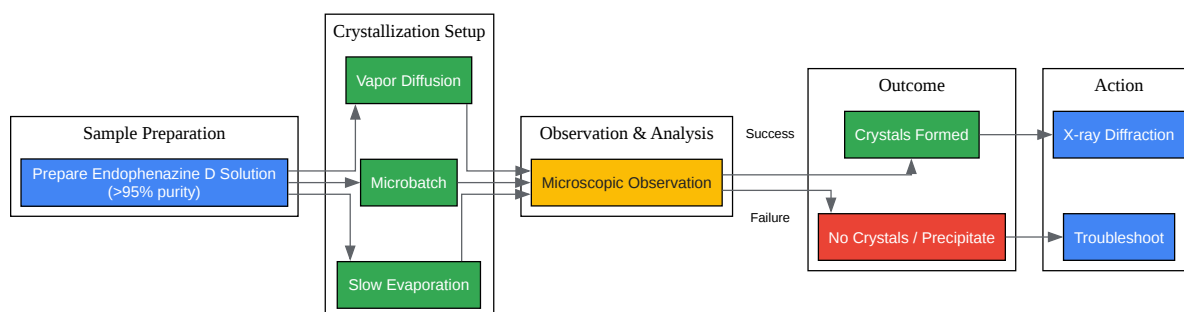 Sample Preparation
Prepare Endophenazine D Solution
(>95% purity)
Crystallization Setup
Vapor Diffusion
Microbatch
Slow Evaporation
Observation & Analysis
Microscopic Observation
Success
Failure
Outcome
Crystals Formed
No Crystals / Precipitate
Action
X-ray Diffraction
Troubleshoot